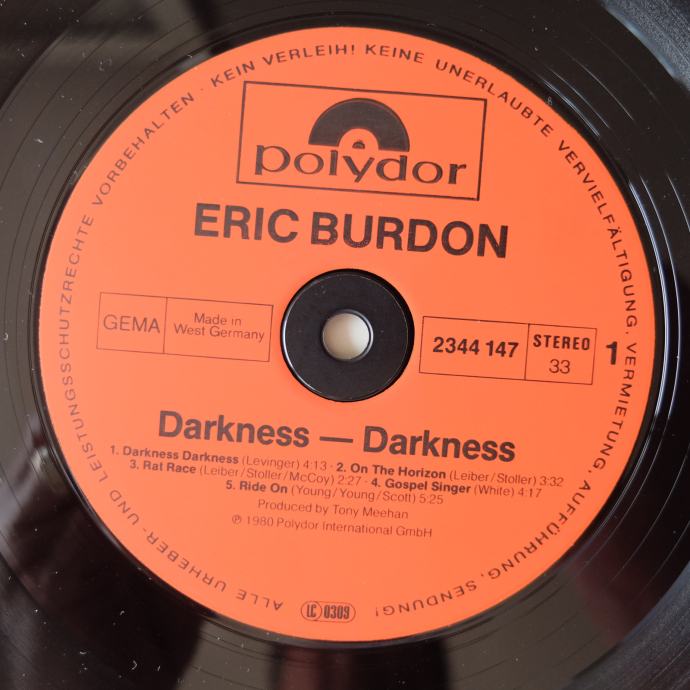 ALLE URHEBER- UND LEISTUNGSSCHUTZRECHTE VORBEHALTEN · KEIN VERLEIH! KEINE UNERLAUBTE VERVIELFÄLTIGUNG, VERMIETUNG, AUFFÜHRUNG, SENDUNG!
polydor
ERIC BURDON
GEMA
Made in
West Germany
2344 147
STEREO
33
1
Darkness — Darkness
1. Darkness Darkness (Levinger) 4:13 · 2. On The Horizon (Leiber/Stoller) 3:32
3. Rat Race (Leiber/Stoller/McCoy) 2:27 · 4. Gospel Singer (White) 4:17
5. Ride On (Young/Young/Scott) 5:25
Produced by Tony Meehan
℗ 1980 Polydor International GmbH
LC 0309